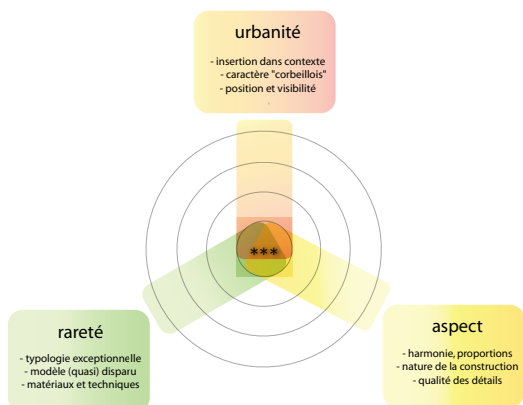 urbanité
- insertion dans contexte
- caractère "corbeillois"
- position et visibilité
-
***
rareté
- typologie exceptionnelle
- modèle (quasi) disparu
- matériaux et techniques
aspect
- harmonie, proportions
- nature de la construction
- qualité des détails